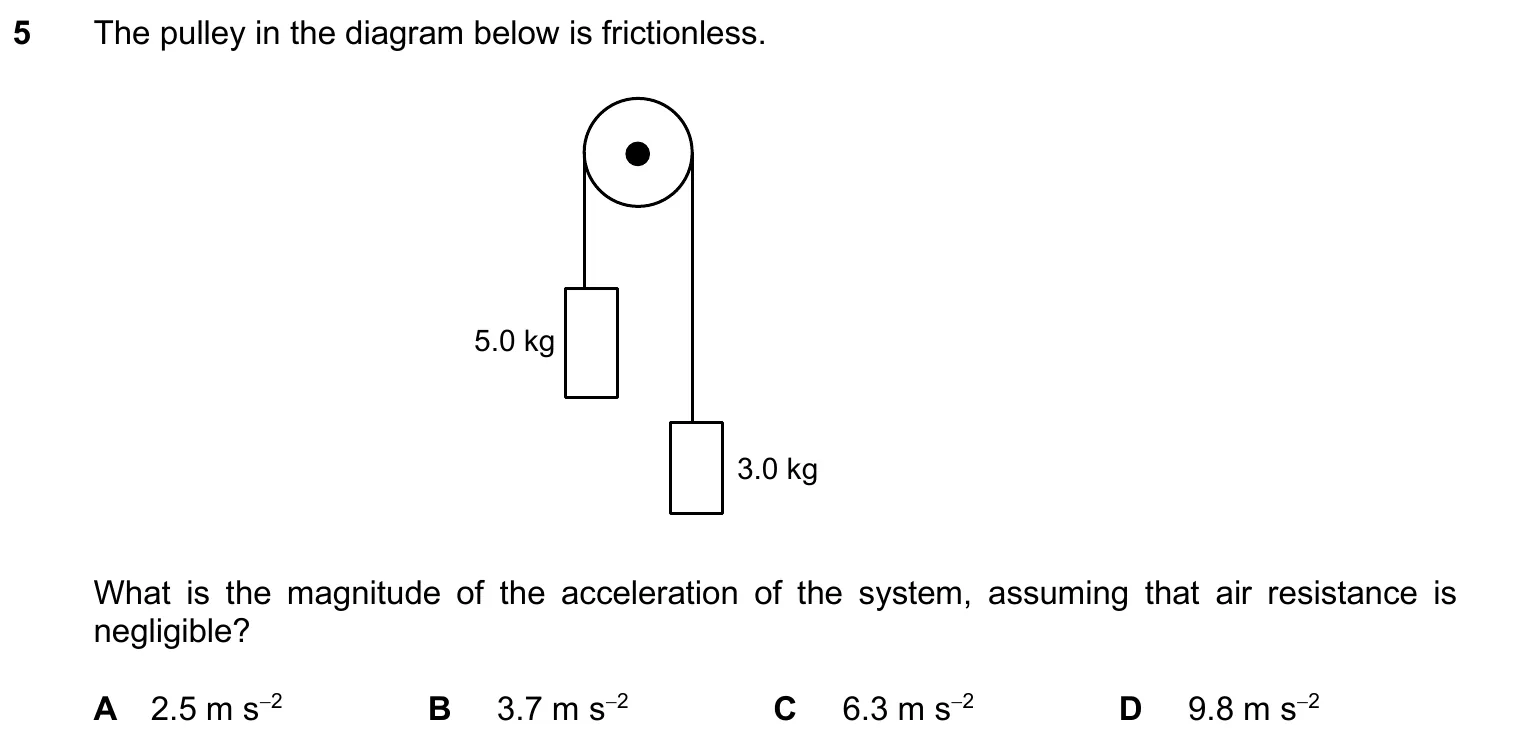 5 The pulley in the diagram below is frictionless.
5.0 kg
3.0 kg
What is the magnitude of the acceleration of the system, assuming that air resistance is
negligible?
A 2.5 m s⁻² B 3.7 m s⁻² C 6.3 m s⁻² D 9.8 m s⁻²